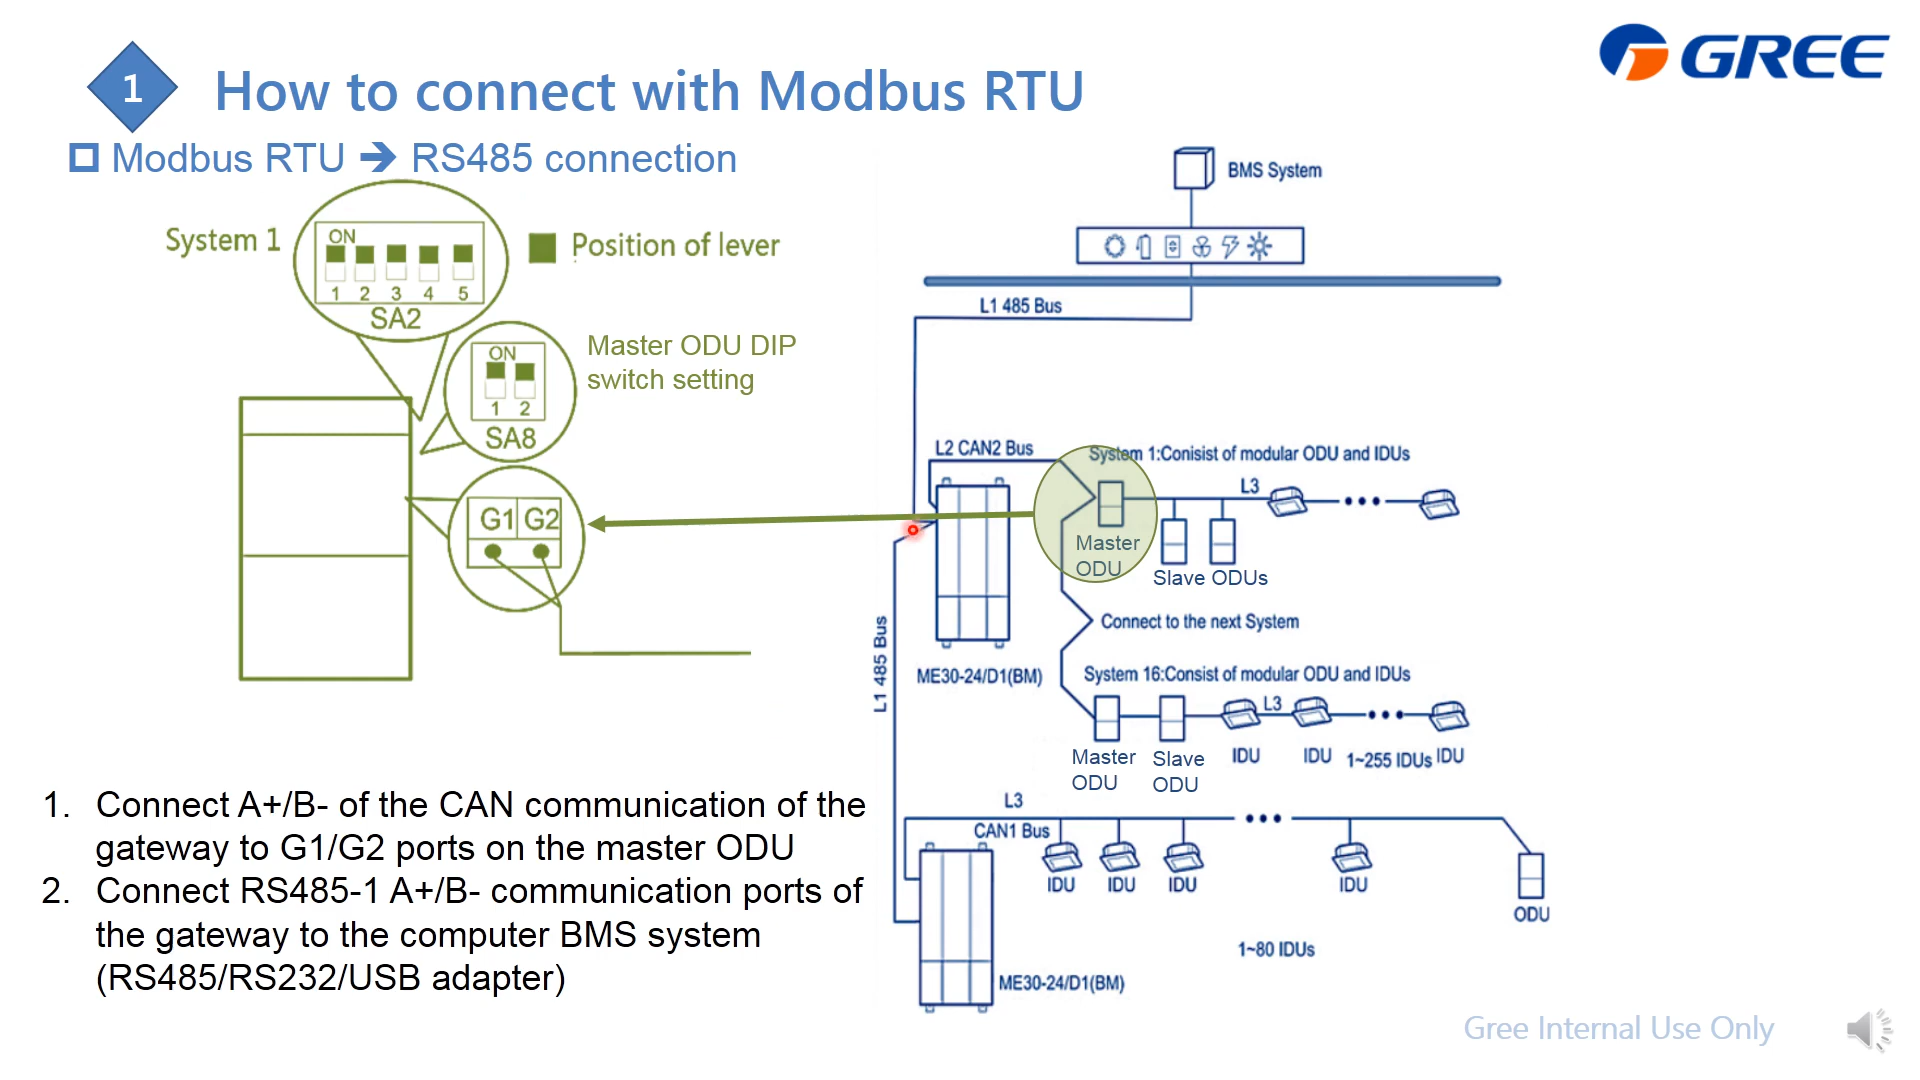 1
How to connect with Modbus RTU
GREE
Modbus RTU ➔ RS485 connection
System 1
ON
1 2 3 4 5
SA2
Position of lever
ON
1 2
SA8
Master ODU DIP
switch setting
G1 G2
1. Connect A+/B- of the CAN communication of the
gateway to G1/G2 ports on the master ODU
2. Connect RS485-1 A+/B- communication ports of
the gateway to the computer BMS system
(RS485/RS232/USB adapter)
BMS System
L1 485 Bus
L2 CAN2 Bus
System 1:Conisist of modular ODU and IDUs
L3
Master
ODU
Slave ODUs
Connect to the next System
L1 485 Bus
ME30-24/D1(BM)
System 16:Consist of modular ODU and IDUs
L3
Master
ODU
Slave
ODU
IDU
IDU
1~255 IDUs
IDU
L3
CAN1 Bus
IDU
IDU
IDU
IDU
ODU
1~80 IDUs
ME30-24/D1(BM)
Gree Internal Use Only